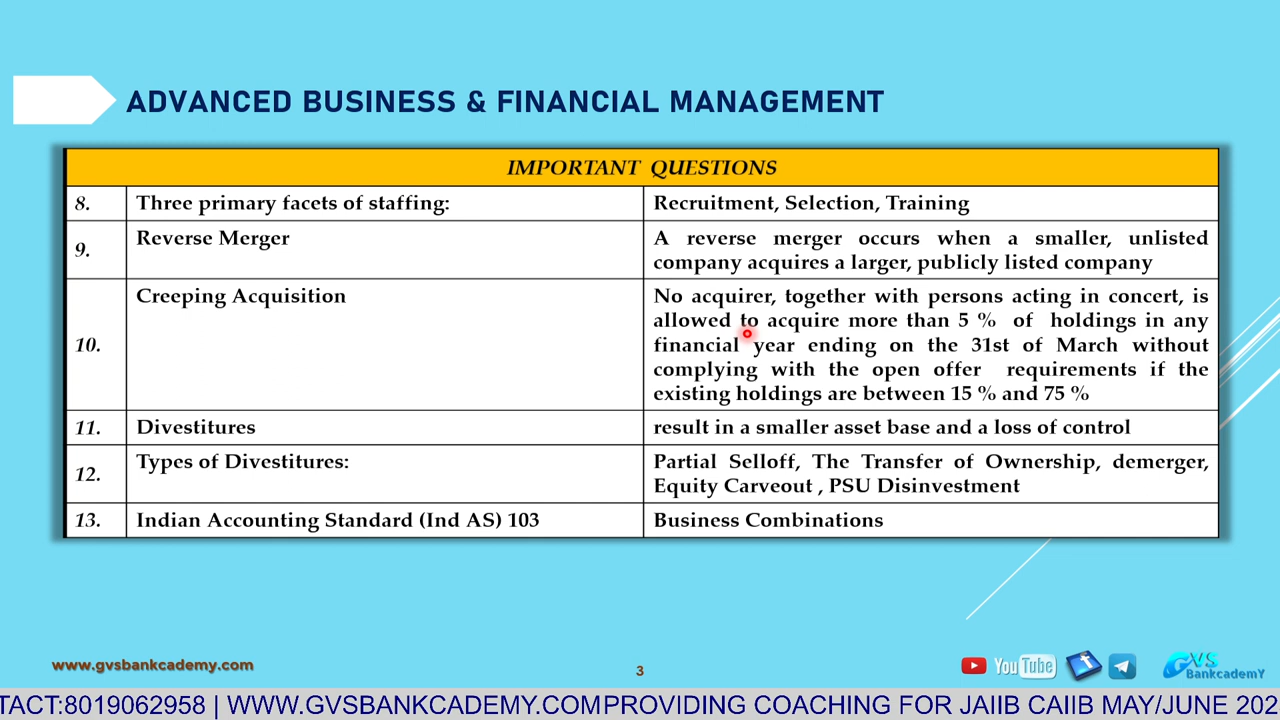 ADVANCED BUSINESS & FINANCIAL MANAGEMENT
IMPORTANT QUESTIONS
8. Three primary facets of staffing: Recruitment, Selection, Training
9. Reverse Merger A reverse merger occurs when a smaller, unlisted
company acquires a larger, publicly listed company
10. Creeping Acquisition No acquirer, together with persons acting in concert, is
allowed to acquire more than 5 % of holdings in any
financial year ending on the 31st of March without
complying with the open offer requirements if the
existing holdings are between 15 % and 75 %
11. Divestitures result in a smaller asset base and a loss of control
12. Types of Divestitures: Partial Selloff, The Transfer of Ownership, demerger,
Equity Carveout , PSU Disinvestment
13. Indian Accounting Standard (Ind AS) 103 Business Combinations
www.gvsbankcademy.com
3
YouTube
GVS
BankcademY
TACT:8019062958 | WWW.GVSBANKCADEMY.COMPROVIDING COACHING FOR JAIIB CAIIB MAY/JUNE 202